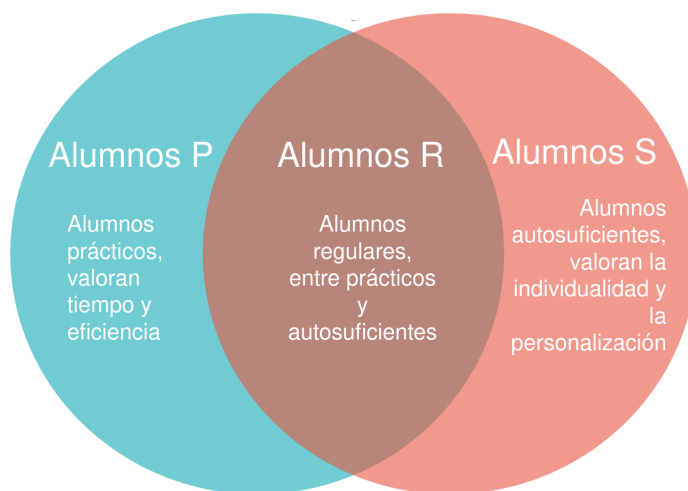 Alumnos P
Alumnos
prácticos,
valoran
tiempo y
eficiencia
Alumnos R
Alumnos
regulares,
entre prácticos
y
autosuficientes
Alumnos S
Alumnos
autosuficientes,
valoran la
individualidad y
la
personalización